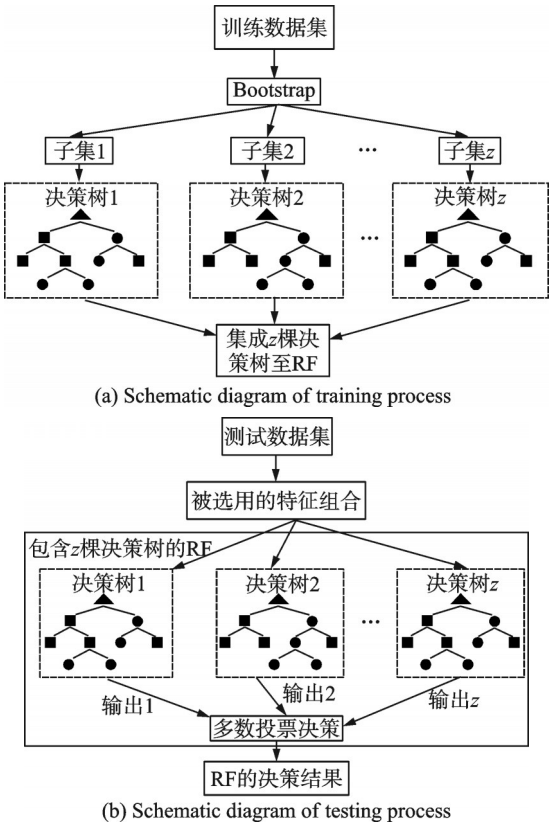 训练数据集
Bootstrap
子集1
子集2
...
子集z
决策树1
决策树2
...
决策树z
集成z棵决
策树至RF
(a) Schematic diagram of training process
测试数据集
被选用的特征组合
包含z棵决策树的RF
决策树1
决策树2
...
决策树z
输出1
输出2
输出z
多数投票决策
RF的决策结果
(b) Schematic diagram of testing process